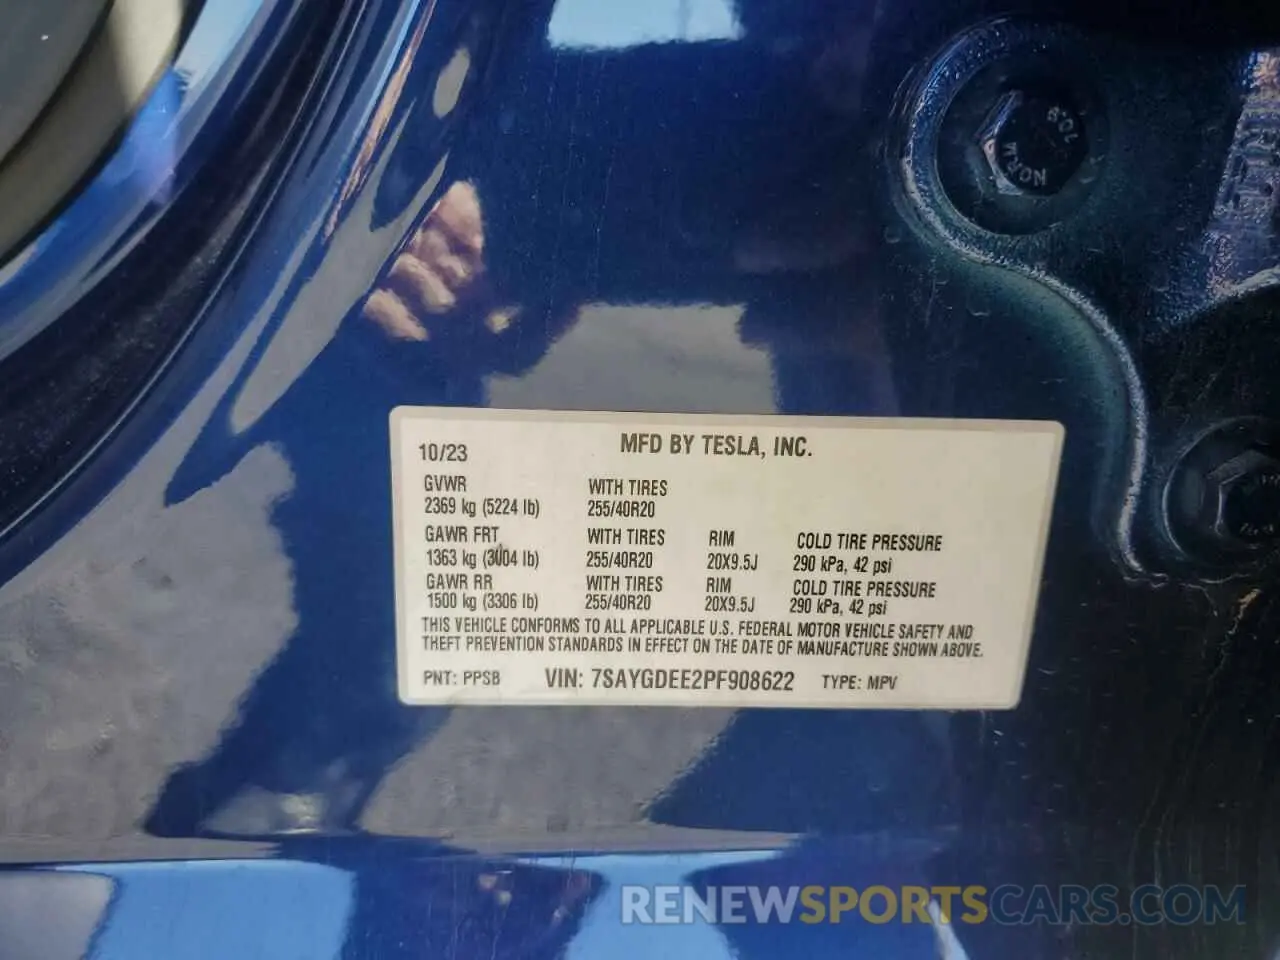 10/23 MFD BY TESLA, INC.
GVWR WITH TIRES
2369 kg (5224 lb) 255/40R20
GAWR FRT WITH TIRES RIM COLD TIRE PRESSURE
1363 kg (3004 lb) 255/40R20 20X9.5J 290 kPa, 42 psi
GAWR RR WITH TIRES RIM COLD TIRE PRESSURE
1500 kg (3306 lb) 255/40R20 20X9.5J 290 kPa, 42 psi
THIS VEHICLE CONFORMS TO ALL APPLICABLE U.S. FEDERAL MOTOR VEHICLE SAFETY AND
THEFT PREVENTION STANDARDS IN EFFECT ON THE DATE OF MANUFACTURE SHOWN ABOVE.
PNT: PPSB VIN: 7SAYGDEE2PF908622 TYPE: MPV
10.9
NOFM
RENEWSPORTSCARS.COM